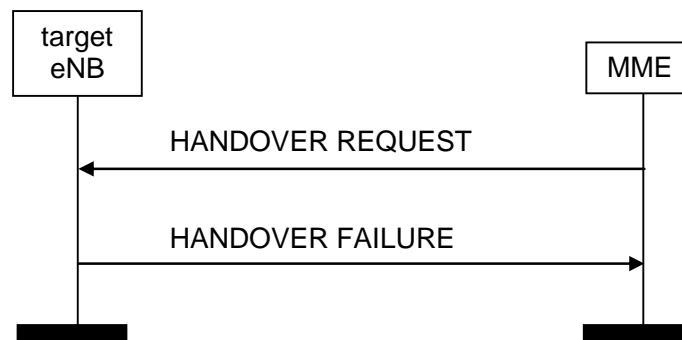 target
eNB
MME
HANDOVER REQUEST
HANDOVER FAILURE